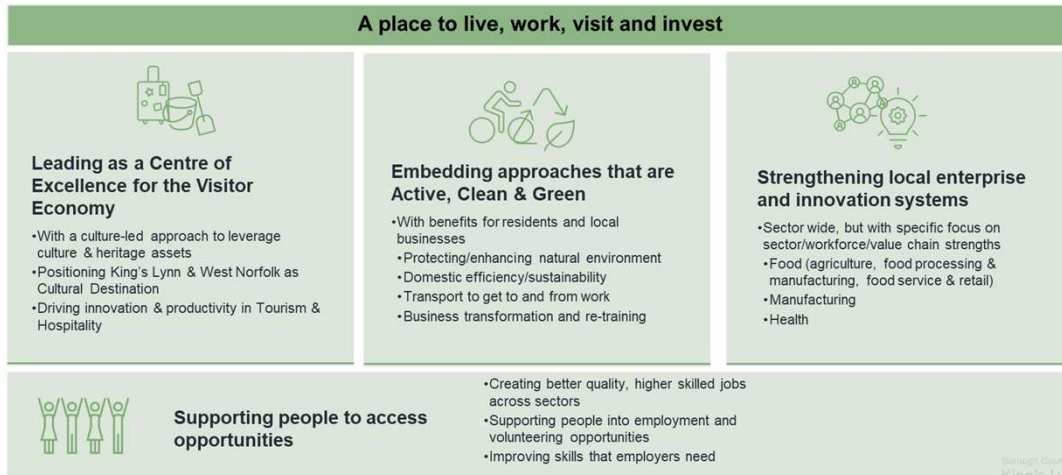 A place to live, work, visit and invest
Leading as a Centre of
Excellence for the Visitor
Economy
•With a culture-led approach to leverage
culture & heritage assets
•Positioning King's Lynn & West Norfolk as
Cultural Destination
•Driving innovation & productivity in Tourism &
Hospitality
Embedding approaches that are
Active, Clean & Green
•With benefits for residents and local
businesses
•Protecting/enhancing natural environment
•Domestic efficiency/sustainability
•Transport to get to and from work
•Business transformation and re-training
Strengthening local enterprise
and innovation systems
•Sector wide, but with specific focus on
sector/workforce/value chain strengths
•Food (agriculture, food processing &
manufacturing, food service & retail)
•Manufacturing
•Health
Supporting people to access
opportunities
•Creating better quality, higher skilled jobs
across sectors
•Supporting people into employment and
volunteering opportunities
•Improving skills that employers need
Borough